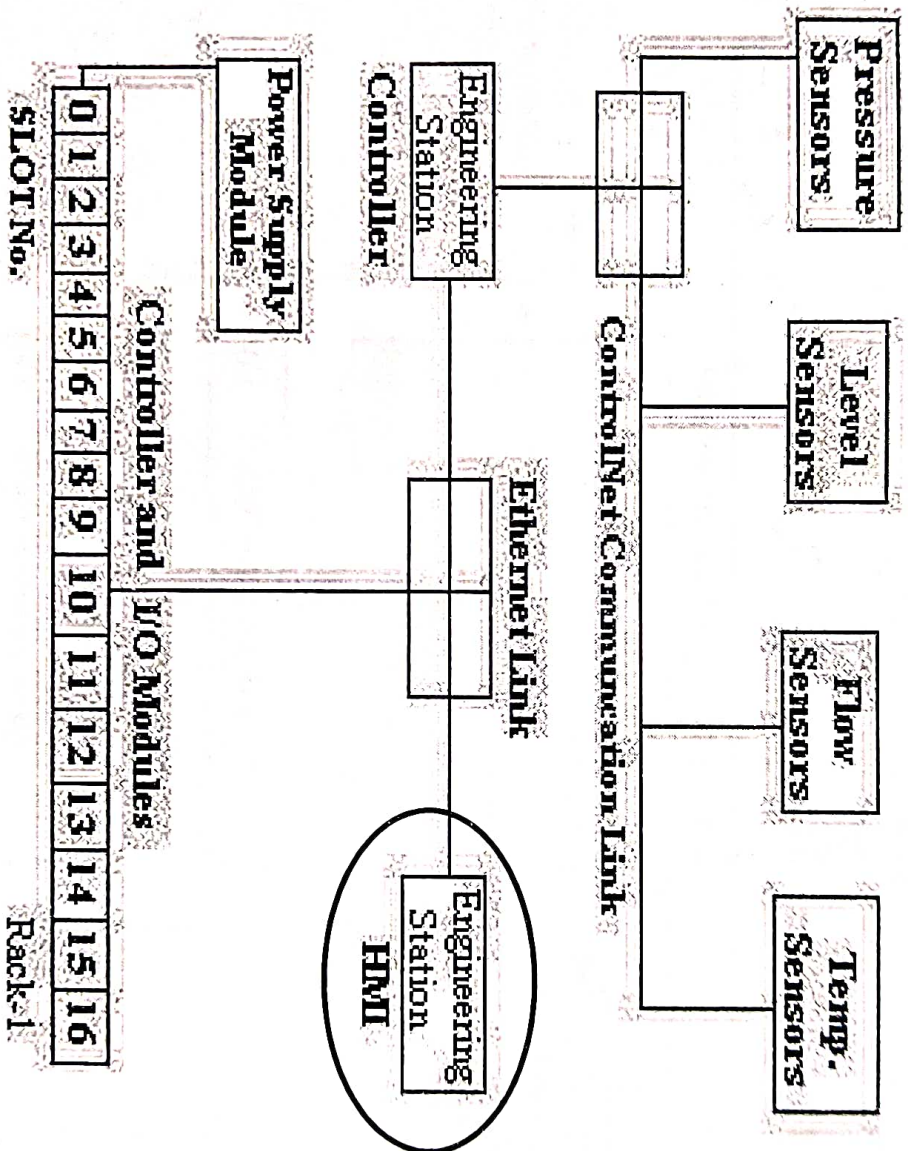 Pressure
Sensors
Level
Sensors
Flow
Sensors
Temp.
Sensors
ControlNet Communcation Link
Engineering
Station
Controller
Ethernet Link
Engineering
Station
HMI
Power Supply
Module
Controller and I/O Modules
0 1 2 3 4 5 6 7 8 9 10 11 12 13 14 15 16
SLOT No.
Rack-1